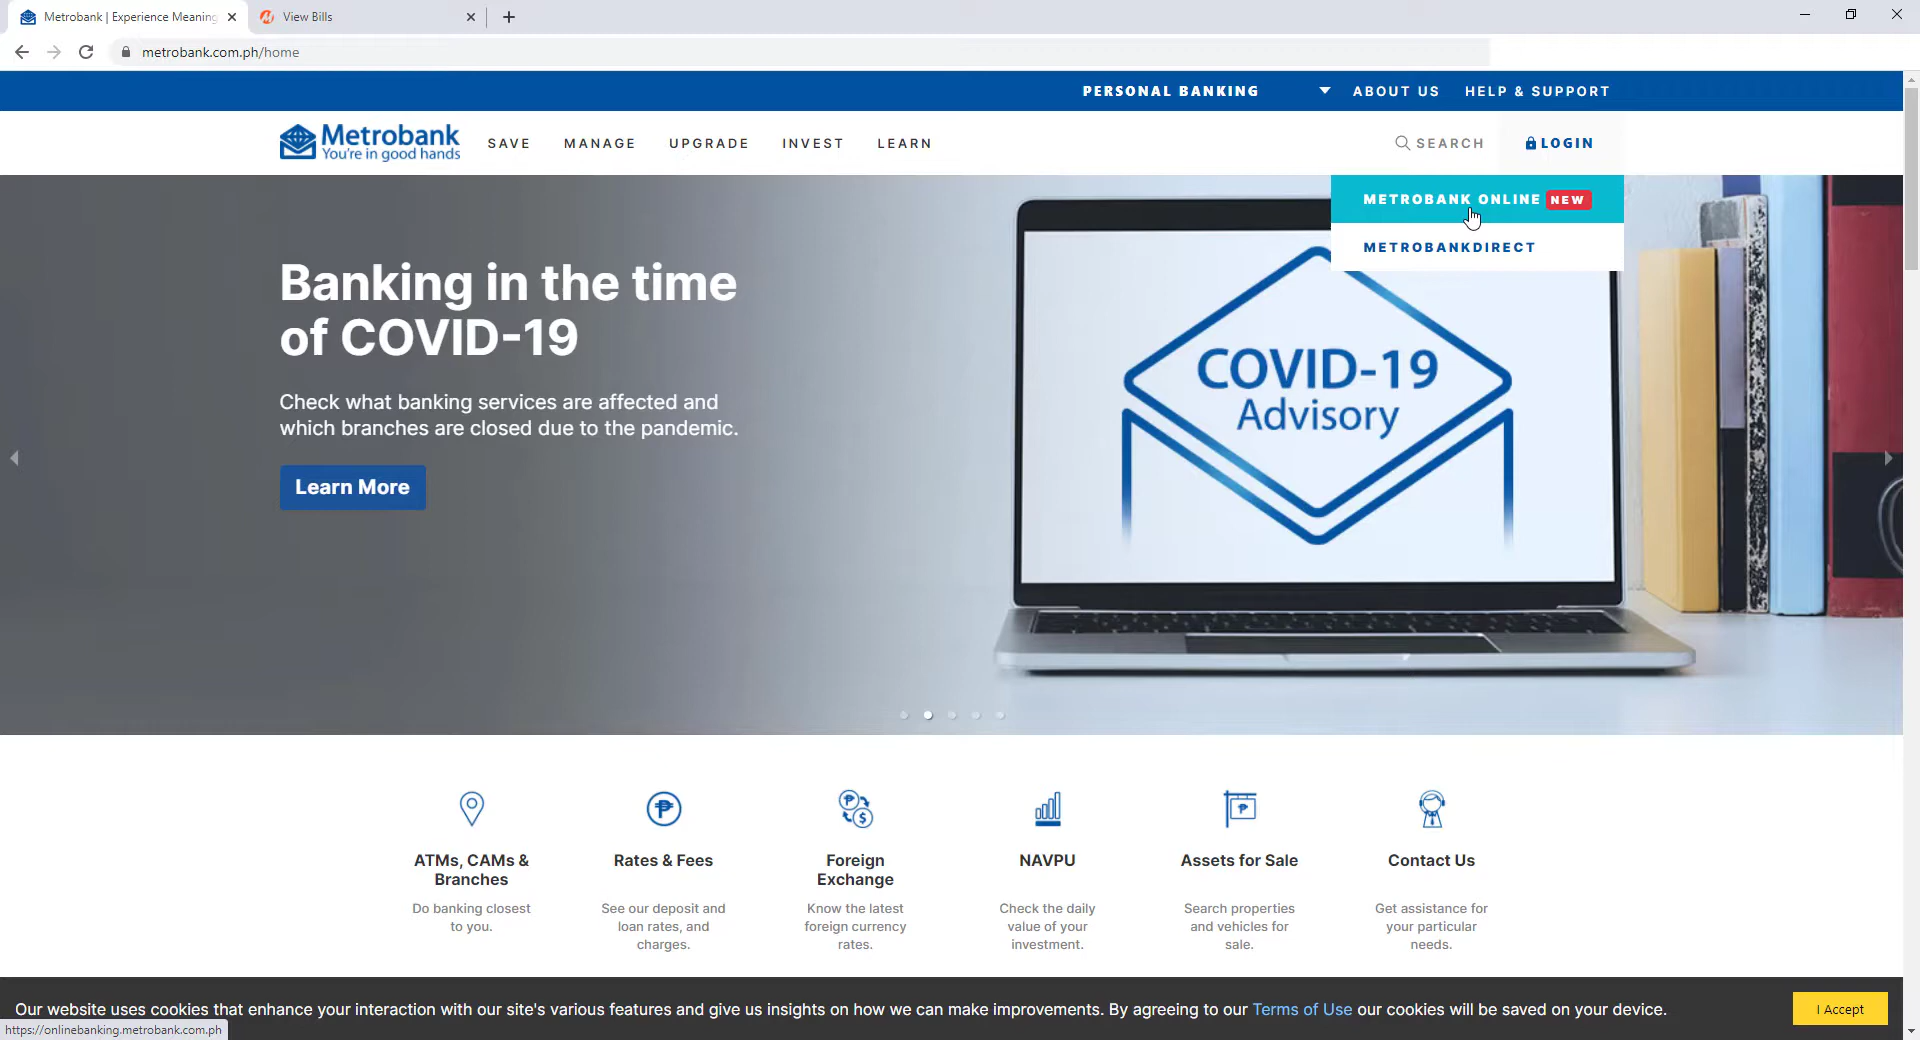 Metrobank | Experience Meaning
View Bills
metrobank.com.ph/home
PERSONAL BANKING
ABOUT US
HELP & SUPPORT
Metrobank
You're in good hands
SAVE
MANAGE
UPGRADE
INVEST
LEARN
SEARCH
LOGIN
METROBANK ONLINE NEW
METROBANKDIRECT
Banking in the time
of COVID-19
Check what banking services are affected and
which branches are closed due to the pandemic.
Learn More
COVID-19
Advisory
ATMs, CAMs &
Branches
Do banking closest
to you.
Rates & Fees
See our deposit and
loan rates, and
charges.
Foreign
Exchange
Know the latest
foreign currency
rates.
NAVPU
Check the daily
value of your
investment.
Assets for Sale
Search properties
and vehicles for
sale.
Contact Us
Get assistance for
your particular
needs.
Our website uses cookies that enhance your interaction with our site's various features and give us insights on how we can make improvements. By agreeing to our Terms of Use our cookies will be saved on your device.
I Accept
https://onlinebanking.metrobank.com.ph